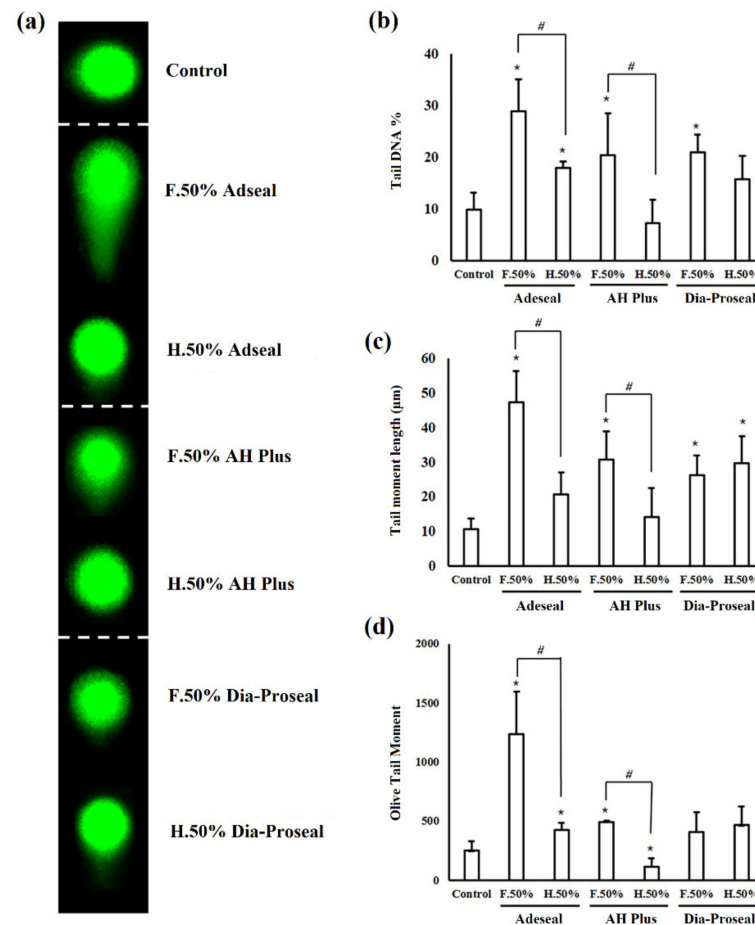 (a)
Control
F.50% Adseal
H.50% Adseal
F.50% AH Plus
H.50% AH Plus
F.50% Dia-Proseal
H.50% Dia-Proseal
(b)
Tail DNA %
40
30
20
10
0
* # * * # *
Control F.50% H.50% F.50% H.50% F.50% H.50%
Adeseal AH Plus Dia-Proseal
(c)
Tail moment length (µm)
60
50
40
30
20
10
0
* # * # * *
Control F.50% H.50% F.50% H.50% F.50% H.50%
Adeseal AH Plus Dia-Proseal
(d)
Olive Tail Moment
2000
1500
1000
500
0
* # * * # *
Control F.50% H.50% F.50% H.50% F.50% H.50%
Adeseal AH Plus Dia-Proseal